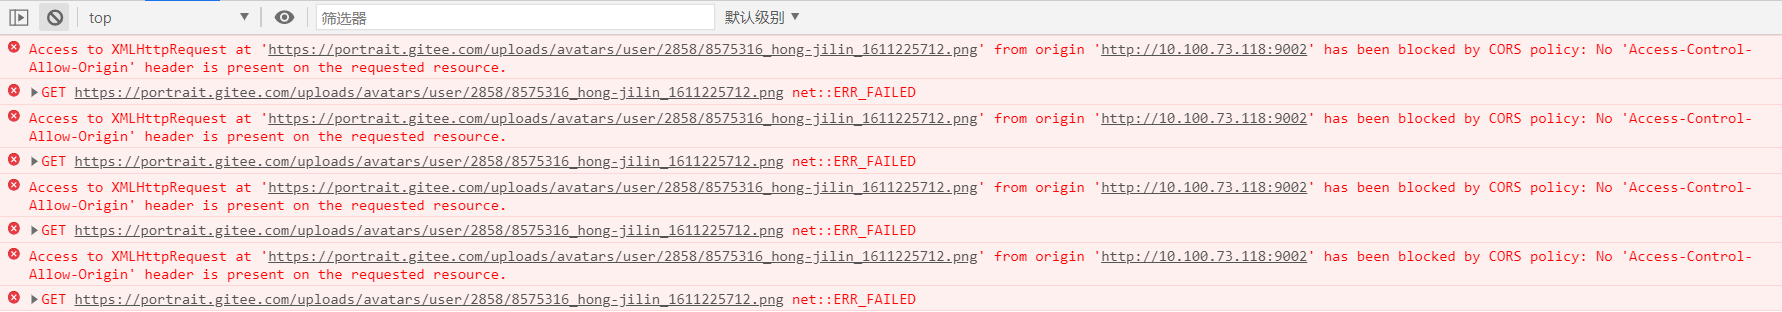 top
筛选器
默认级别
Access to XMLHttpRequest at 'https://portrait.gitee.com/uploads/avatars/user/2858/8575316_hong-jilin_1611225712.png' from origin 'http://10.100.73.118:9002' has been blocked by CORS policy: No 'Access-Control-
Allow-Origin' header is present on the requested resource.
GET https://portrait.gitee.com/uploads/avatars/user/2858/8575316_hong-jilin_1611225712.png net::ERR_FAILED
Access to XMLHttpRequest at 'https://portrait.gitee.com/uploads/avatars/user/2858/8575316_hong-jilin_1611225712.png' from origin 'http://10.100.73.118:9002' has been blocked by CORS policy: No 'Access-Control-
Allow-Origin' header is present on the requested resource.
GET https://portrait.gitee.com/uploads/avatars/user/2858/8575316_hong-jilin_1611225712.png net::ERR_FAILED
Access to XMLHttpRequest at 'https://portrait.gitee.com/uploads/avatars/user/2858/8575316_hong-jilin_1611225712.png' from origin 'http://10.100.73.118:9002' has been blocked by CORS policy: No 'Access-Control-
Allow-Origin' header is present on the requested resource.
GET https://portrait.gitee.com/uploads/avatars/user/2858/8575316_hong-jilin_1611225712.png net::ERR_FAILED
Access to XMLHttpRequest at 'https://portrait.gitee.com/uploads/avatars/user/2858/8575316_hong-jilin_1611225712.png' from origin 'http://10.100.73.118:9002' has been blocked by CORS policy: No 'Access-Control-
Allow-Origin' header is present on the requested resource.
GET https://portrait.gitee.com/uploads/avatars/user/2858/8575316_hong-jilin_1611225712.png net::ERR_FAILED